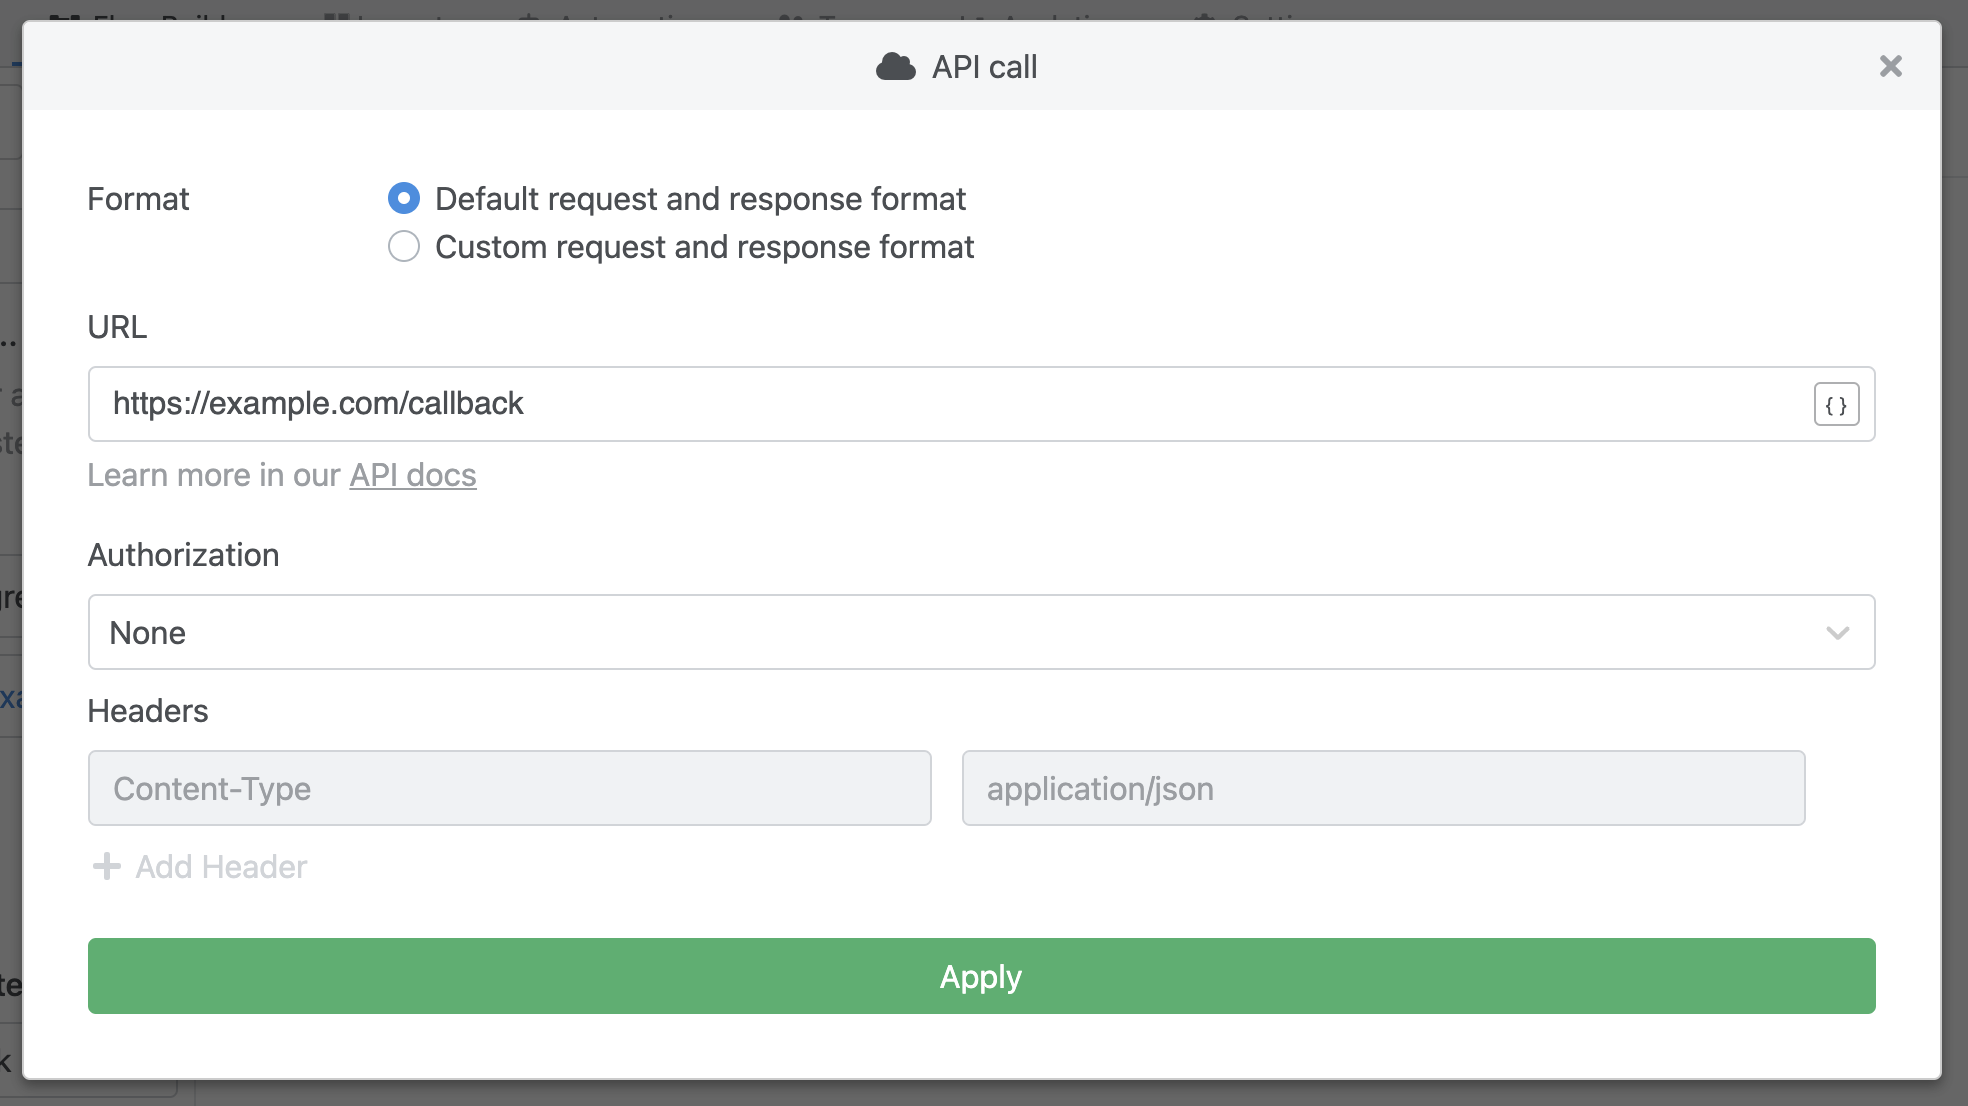 API call
Format
Default request and response format
Custom request and response format
URL
https://example.com/callback
{ }
Learn more in our API docs
Authorization
None
Headers
Content-Type
application/json
Add Header
Apply